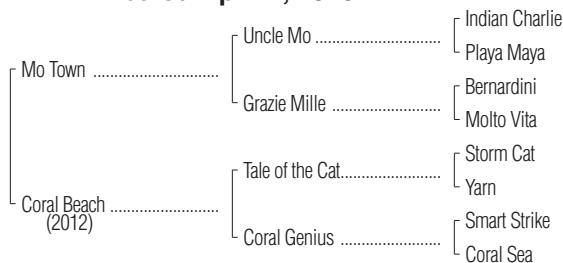 Indian Charlie
Uncle Mo
Playa Maya
Mo Town
Bernardini
Grazie Mille
Molto Vita
Storm Cat
Tale of the Cat
Yarn
Coral Beach
(2012)
Smart Strike
Coral Genius
Coral Sea